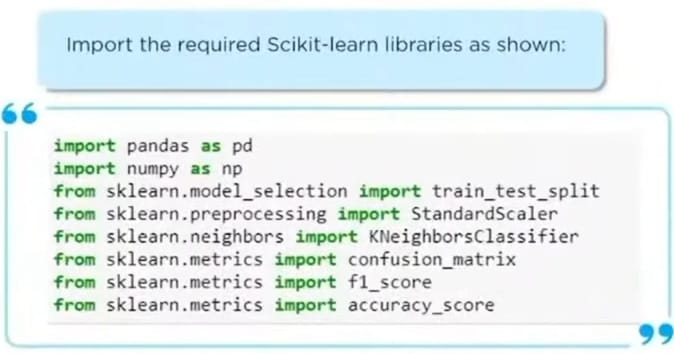 Import the required Scikit-learn libraries as shown:
import pandas as pd
import numpy as np
from sklearn.model_selection import train_test_split
from sklearn.preprocessing import StandardScaler
from sklearn.neighbors import KNeighborsClassifier
from sklearn.metrics import confusion_matrix
from sklearn.metrics import f1_score
from sklearn.metrics import accuracy_score